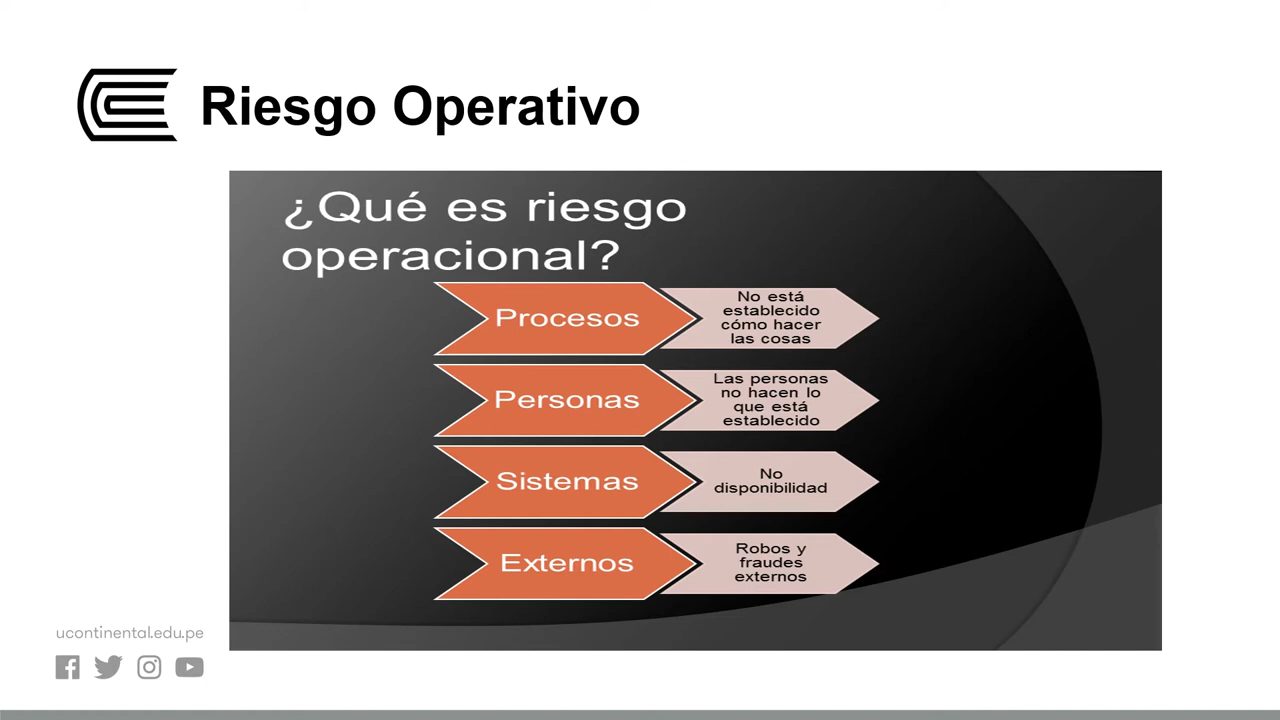 Riesgo Operativo
¿Qué es riesgo
operacional?
Procesos
No está
establecido
cómo hacer
las cosas
Personas
Las personas
no hacen lo
que está
establecido
Sistemas
No
disponibilidad
Externos
Robos y
fraudes
externos
ucontinental.edu.pe